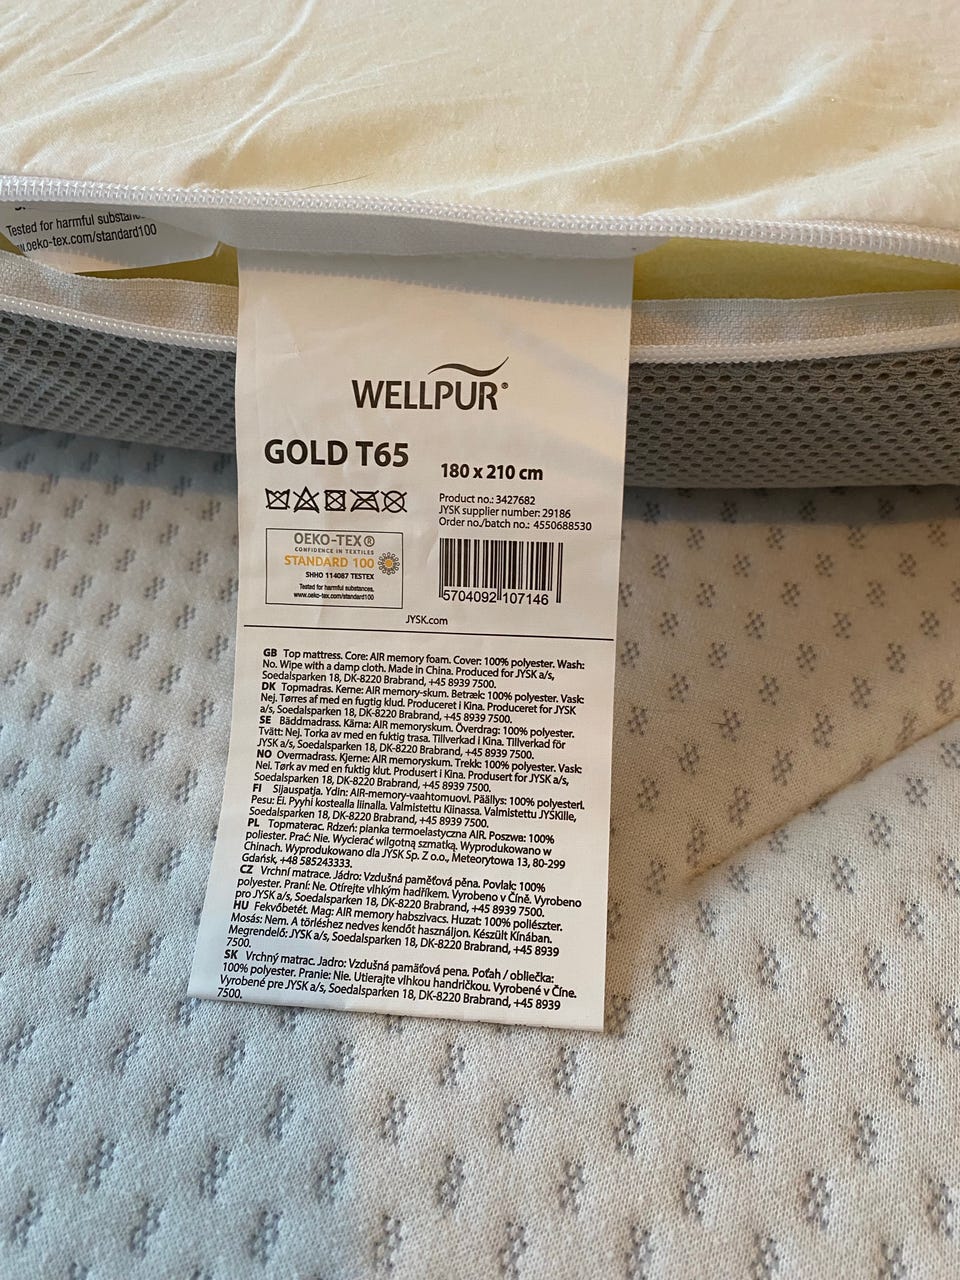 Tested for harmful
www.oeko-tex.com/standard100
WELLPUR®
GOLD T65
180 x 210 cm
Product no.: 3427682
JYSK supplier number: 29186
Order no./batch no.: 4550688530
OEKO-TEX®
CONFIDENCE IN TEXTILES
STANDARD 100
SHHO 114087 TESTEX
Tested for harmful substances.
www.oeko-tex.com/standard100
5704092 107146
JYSK.com
GB Top mattress. Core: AIR memory foam. Cover: 100% polyester. Wash:
No. Wipe with a damp cloth. Made in China. Produced for JYSK a/s,
Soedalsparken 18, DK-8220 Brabrand, +45 8939 7500.
DK Topmadras. Kerne: AIR memory-skum. Betræk: 100% polyester. Vask:
Nej. Tørres af med en fugtig klud. Produceret i Kina. Produceret for JYSK
a/s, Soedalsparken 18, DK-8220 Brabrand, +45 8939 7500.
SE Bäddmadrass. Kärna: AIR memoryskum. Överdrag: 100% polyester.
Tvätt: Nej. Torka av med en fuktig trasa. Tillverkad i Kina. Tillverkad för
JYSK a/s, Soedalsparken 18, DK-8220 Brabrand, +45 8939 7500.
NO Overmadrass. Kjerne: AIR memoryskum. Trekk: 100% polyester. Vask:
Nei. Tørk av med en fuktig klut. Produsert i Kina. Produsert for JYSK a/s,
Soedalsparken 18, DK-8220 Brabrand, +45 8939 7500.
FI Sijauspatja. Ydin: AIR-memory-vaahtomuovi. Päällys: 100% polyesteri.
Pesu: Ei. Pyyhi kostealla liinalla. Valmistettu Kiinassa. Valmistettu JYSKille,
Soedalsparken 18, DK-8220 Brabrand, +45 8939 7500.
PL Topmaterac. Rdzeń: pianka termoelastyczna AIR. Poszwa: 100%
poliester. Prać: Nie. Wycierać wilgotną szmatką. Wyprodukowano w
Chinach. Wyprodukowano dla JYSK Sp. Z o.o., Meteorytowa 13, 80-299
Gdańsk, +48 585243333.
CZ Vrchní matrace. Jádro: Vzdušná paměťová pěna. Povlak: 100%
polyester. Praní: Ne. Otírejte vlhkým hadříkem. Vyrobeno v Číně. Vyrobeno
pro JYSK a/s, Soedalsparken 18, DK-8220 Brabrand, +45 8939 7500.
HU Fekvőbetét. Mag: AIR memory habszivacs. Huzat: 100% poliészter.
Mosás: Nem. A törléshez nedves kendőt használjon. Készült Kínában.
Megrendelő: JYSK a/s, Soedalsparken 18, DK-8220 Brabrand, +45 8939
7500.
SK Vrchný matrac. Jadro: Vzdušná pamäťová pena. Poťah / obliečka:
100% polyester. Pranie: Nie. Utierajte vlhkou handričkou. Vyrobené v Číne.
Vyrobené pre JYSK a/s, Soedalsparken 18, DK-8220 Brabrand, +45 8939
7500.